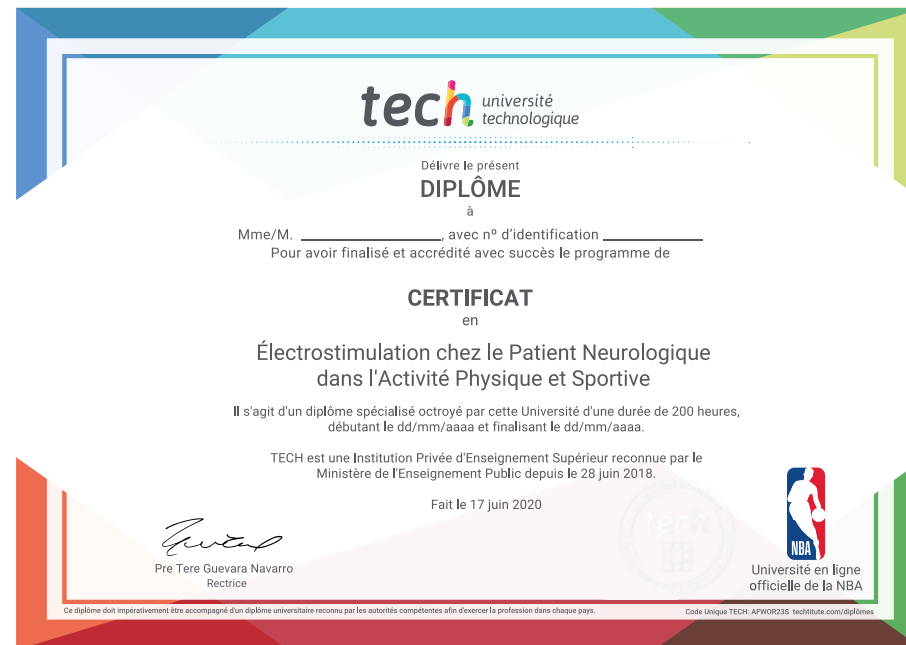 tech université
technologique
Délivre le présent
DIPLÔME
à
Mme/M. ____________________, avec nº d'identification ______________
Pour avoir finalisé et accrédité avec succès le programme de
CERTIFICAT
en
Électrostimulation chez le Patient Neurologique
dans l'Activité Physique et Sportive
Il s'agit d'un diplôme spécialisé octroyé par cette Université d'une durée de 200 heures,
débutant le dd/mm/aaaa et finalisant le dd/mm/aaaa.
TECH est une Institution Privée d'Enseignement Supérieur reconnue par le
Ministère de l'Enseignement Public depuis le 28 juin 2018.
Fait le 17 juin 2020
tech
Pre Tere Guevara Navarro
Rectrice
NBA
Université en ligne
officielle de la NBA
Ce diplôme doit impérativement être accompagné d'un diplôme universitaire reconnu par les autorités compétentes afin d'exercer la profession dans chaque pays.
Code Unique TECH: AFWOR23S techtitute.com/diplômes